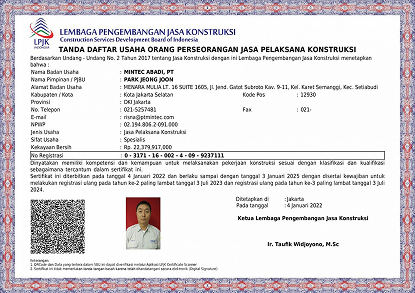 LPJK
INDONESIA
LEMBAGA PENGEMBANGAN JASA KONSTRUKSI
Construction Services Development Board of Indonesia
TANDA DAFTAR USAHA ORANG PERSEORANGAN JASA PELAKSANA KONSTRUKSI
Berdasarkan Undang - Undang No. 2 Tahun 2017 tentang Jasa Konstruksi dengan ini Lembaga Pengembangan Jasa Konstruksi menetapkan
bahwa :
Nama Badan Usaha : MINTEC ABADI, PT
Nama Pimpinan / PJBU : PARK JEONG JOON
Alamat Badan Usaha : MENARA MULIA LT. 16 SUITE 1605, Jl. Jend. Gatot Subroto Kav. 9-11, Kel. Karet Semanggi, Kec. Setiabudi
Kabupaten / Kota : Kota Jakarta Selatan Kode Pos : 12930
Provinsi : DKI Jakarta
No. Telepon : 021-5257481 Fax : 021-
E-mail : risna@ptmintec.com
NPWP : 02.194.806.2-091.000
Jenis Usaha : Jasa Pelaksana Konstruksi
Sifat Usaha : Spesialis
Kekayaan Bersih : Rp. 22,379,917,000
No Registrasi : 0 - 3171 - 16 - 002 - 4 - 09 - 9237111
Dinyatakan memiliki kompetensi dan kemampuan untuk melaksanakan pekerjaan konstruksi sesuai dengan klasifikasi dan kualifikasi
sebagaimana tercantum dalam sertifikat ini.
Sertifikat ini diterbitkan pada tanggal 4 Januari 2022 dan berlaku sampai dengan tanggal 3 Januari 2025 dengan disertai kewajiban untuk
melakukan registrasi ulang pada tahun ke-2 paling lambat tanggal 3 Juli 2023 dan registrasi ulang pada tahun ke-3 paling lambat tanggal 3 Juli
2024.
Ditetapkan di : Jakarta
Pada tanggal : 4 Januari 2022
Ketua Lembaga Pengembangan Jasa Konstruksi
Ir. Taufik Widjoyono, M.Sc
Keterangan:
1. QRCode dan Data yang tertera dalam SBU ini dapat diverifikasi melalui Aplikasi LPJK Certificate Scanner
2. Sertifikat ini tidak memerlukan tanda tangan basah karena telah ditandatangani secara elektronik (Digital Signature)